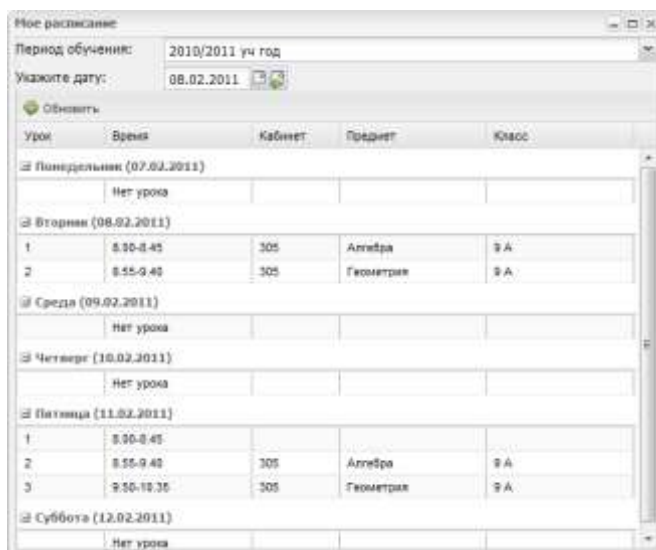 Мое расписание
Период обучения: 2010/2011 уч год
Укажите дату: 08.02.2011
Обновить
Урок Время Кабинет Предмет Класс
Понедельник (07.02.2011)
Нет урока
Вторник (08.02.2011)
1 8.00-8.45 305 Алгебра 9 А
2 8.55-9.40 305 Геометрия 9 А
Среда (09.02.2011)
Нет урока
Четверг (10.02.2011)
Нет урока
Пятница (11.02.2011)
1 8.00-8.45
2 8.55-9.40 305 Алгебра 9 А
3 9.50-10.35 305 Геометрия 9 А
Суббота (12.02.2011)
Нет урока